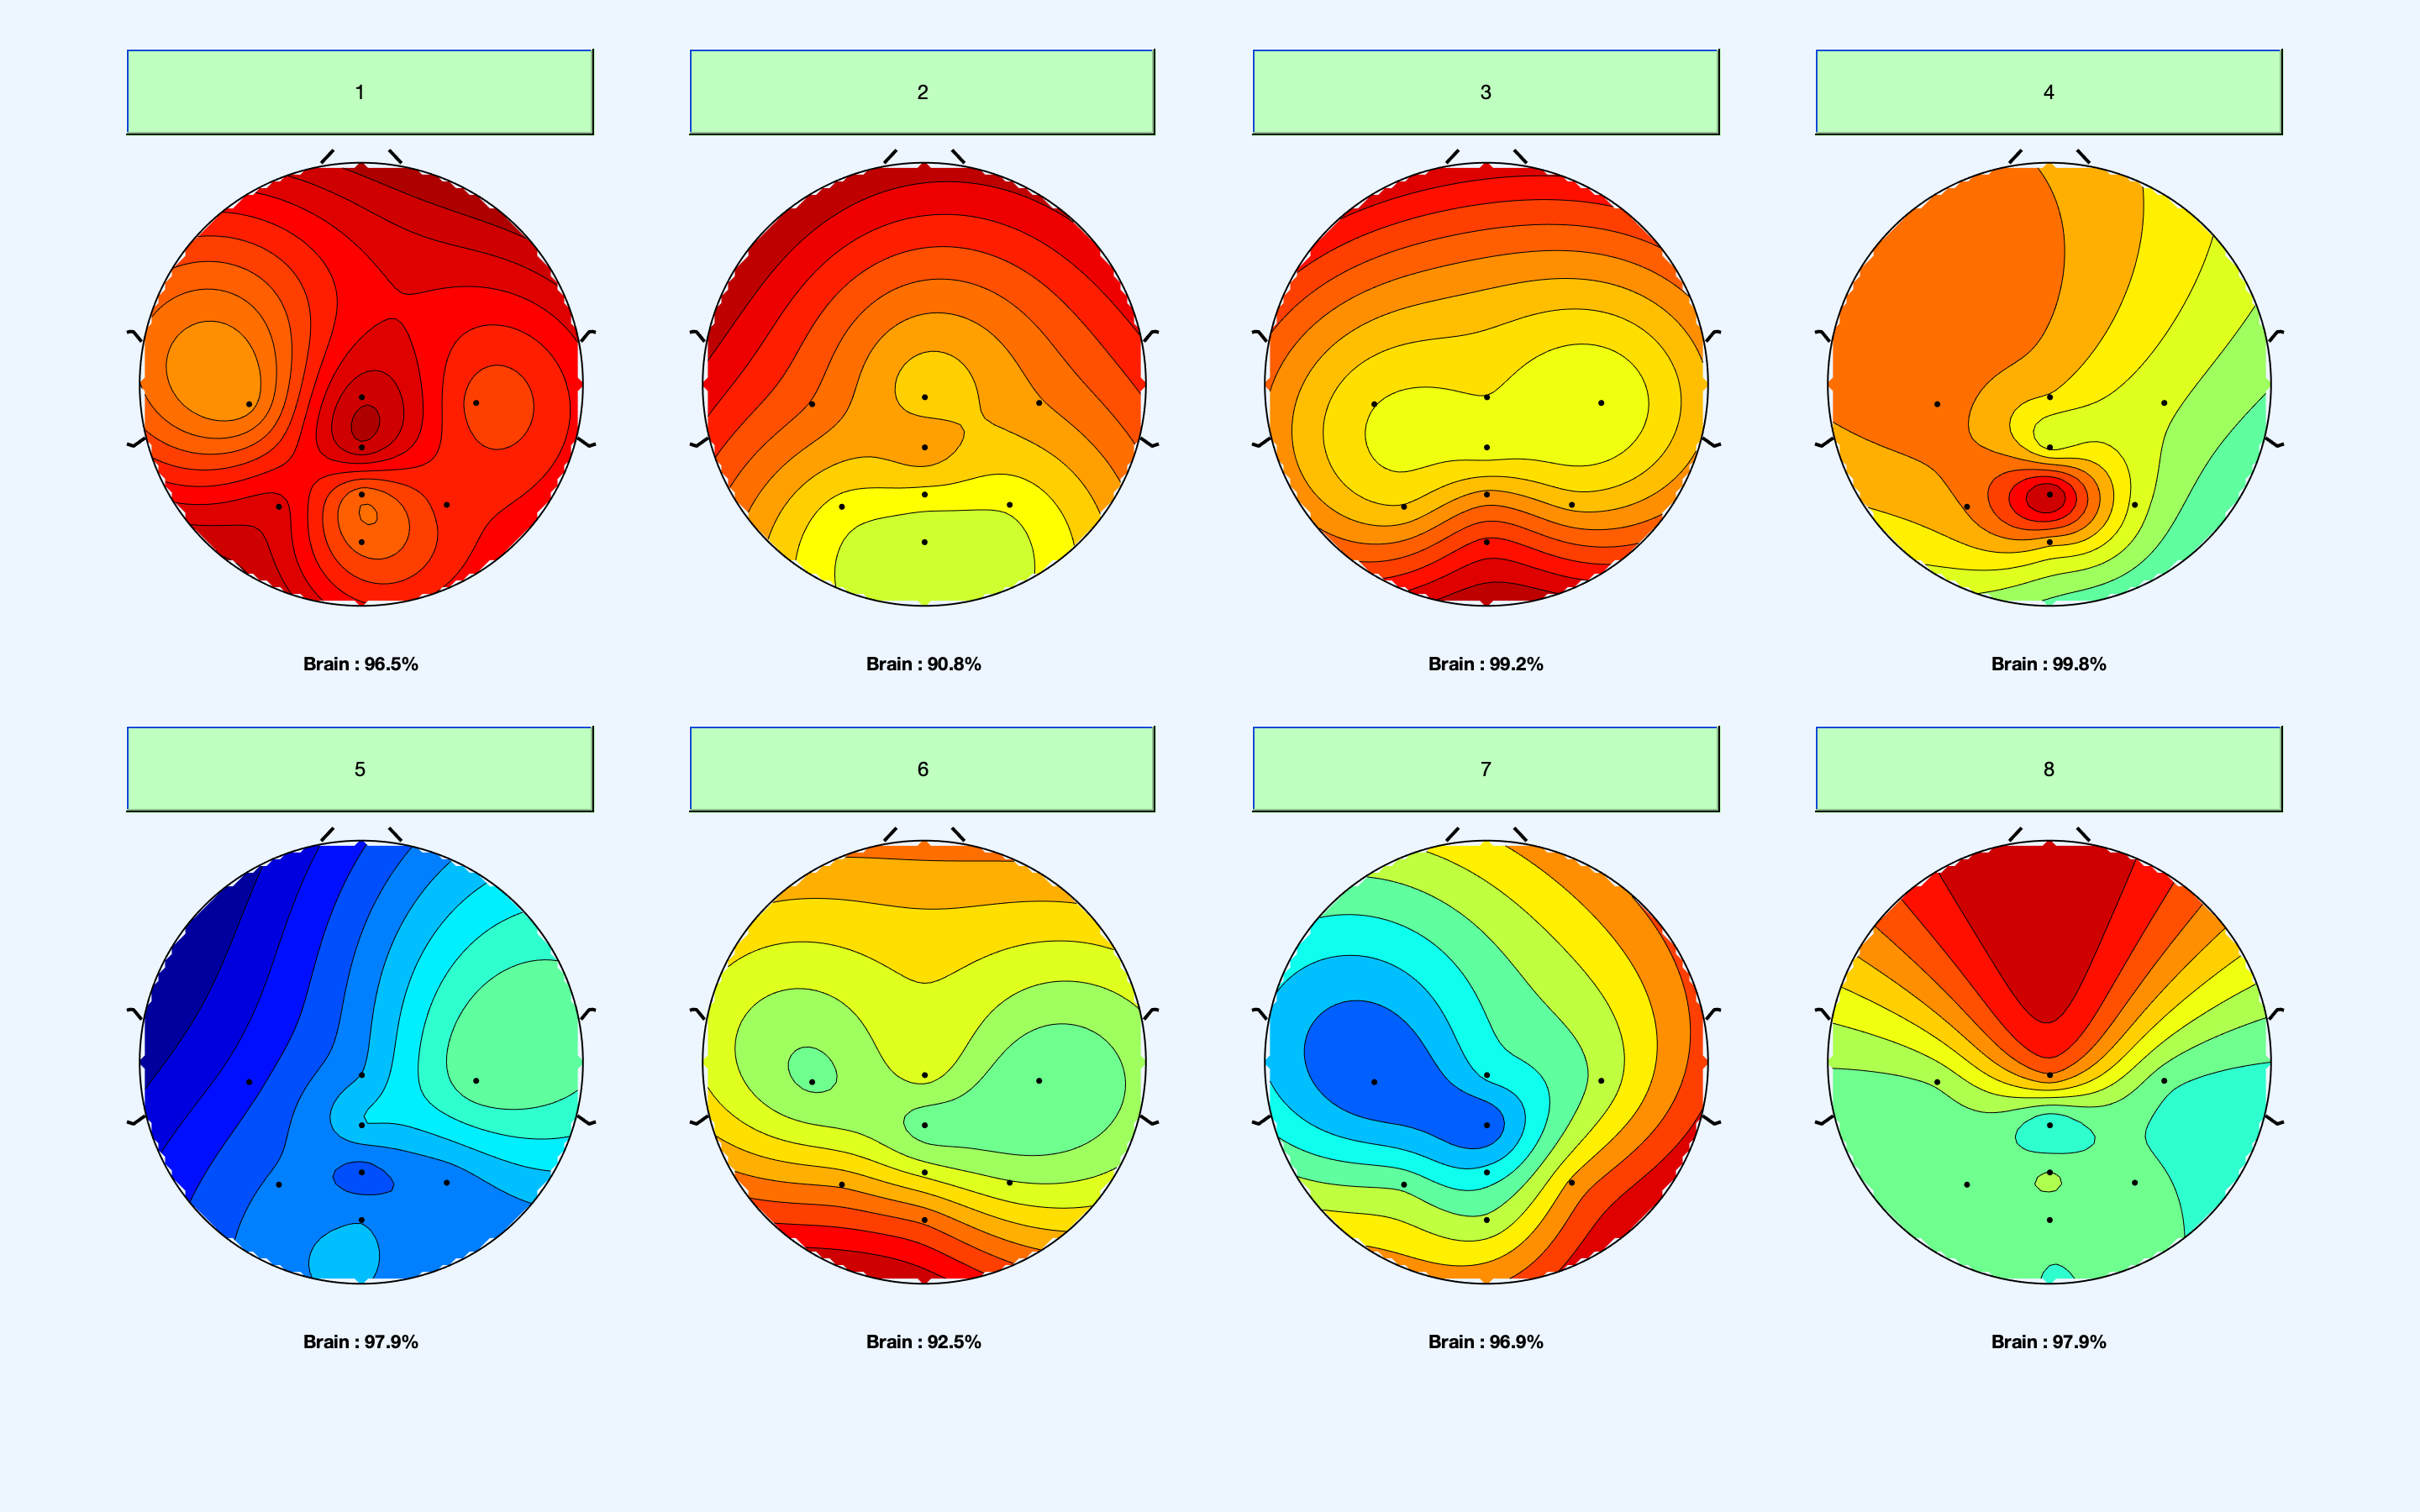 1 2 3 4
Brain : 96.5% Brain : 90.8% Brain : 99.2% Brain : 99.8%
5 6 7 8
Brain : 97.9% Brain : 92.5% Brain : 96.9% Brain : 97.9%